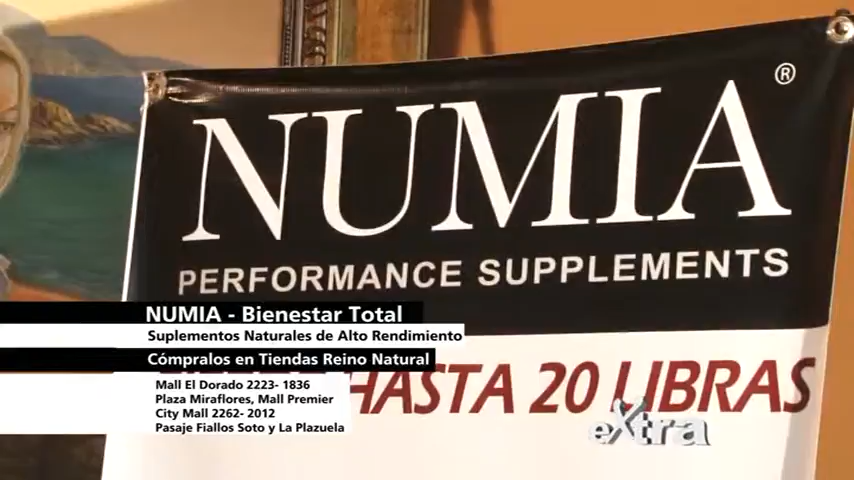 NUMIA®
PERFORMANCE SUPPLEMENTS
NUMIA - Bienestar Total
Suplementos Naturales de Alto Rendimiento
Cómpralos en Tiendas Reino Natural
HASTA 20 LIBRAS
Mall El Dorado 2223- 1836
Plaza Miraflores, Mall Premier
City Mall 2262- 2012
Pasaje Fiallos Soto y La Plazuela
extra